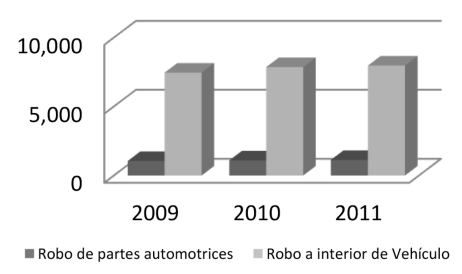 10,000
5,000
0
2009 2010 2011
Robo de partes automotrices Robo a interior de Vehículo